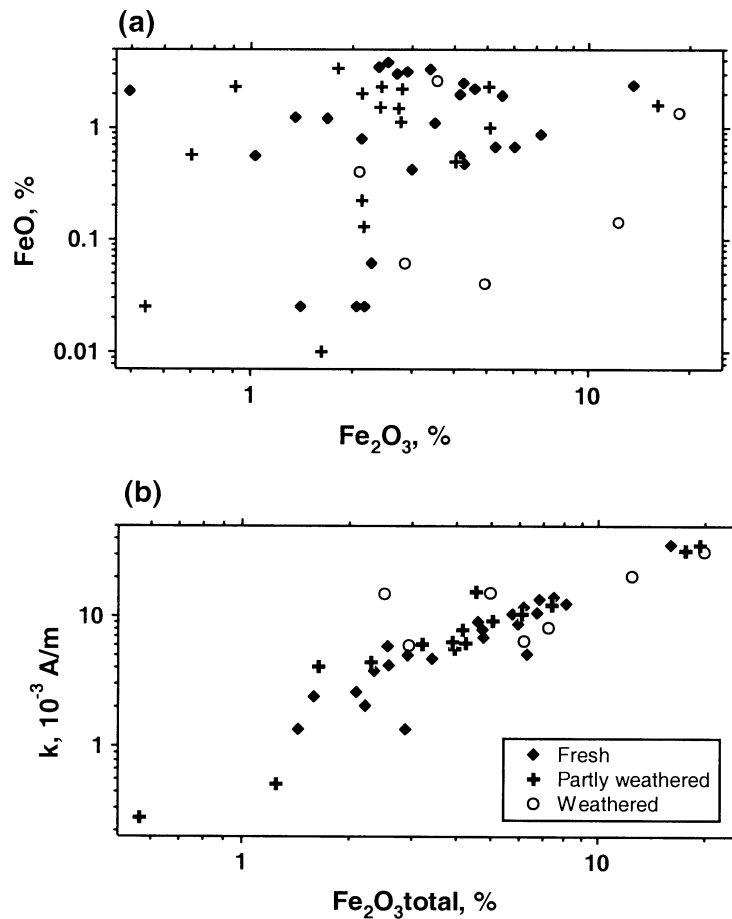 (a)
FeO, %
1
0.1
0.01
1 10
Fe₂O₃, %
(b)
k, 10⁻³ A/m
10
1
Fresh
Partly weathered
Weathered
1 10
Fe₂O₃total, %